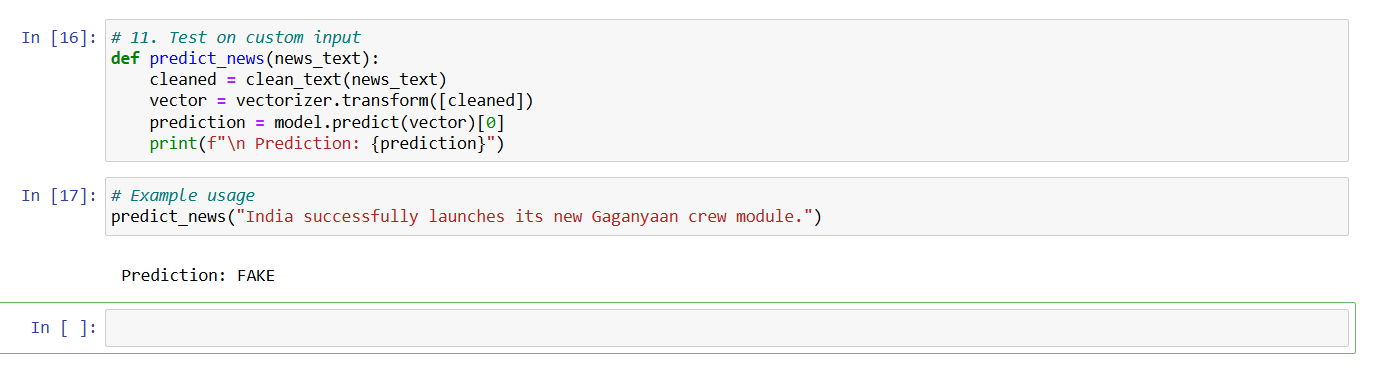 In [16]: # 11. Test on custom input
def predict_news(news_text):
    cleaned = clean_text(news_text)
    vector = vectorizer.transform([cleaned])
    prediction = model.predict(vector)[0]
    print(f"\n Prediction: {prediction}")
In [17]: # Example usage
predict_news("India successfully launches its new Gaganyaan crew module.")
Prediction: FAKE
In [ ]: